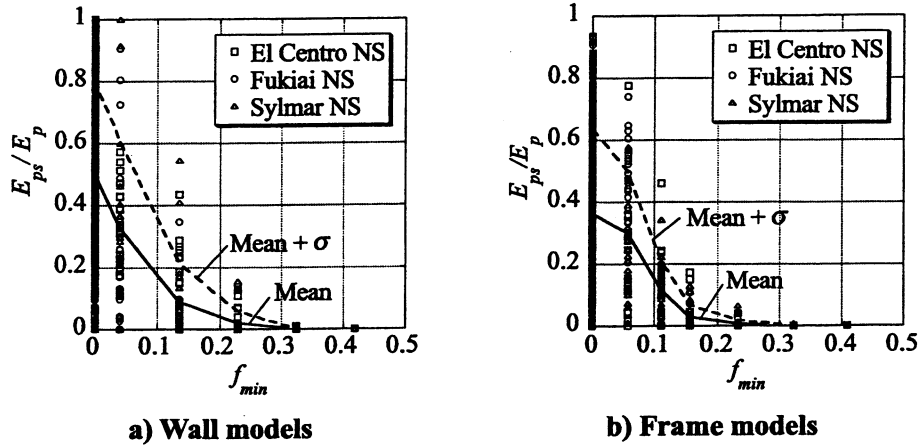 1
0.8
0.6
0.4
0.2
0
E_ps/E_p
El Centro NS
Fukiai NS
Sylmar NS
Mean + σ
Mean
0 0.1 0.2 0.3 0.4 0.5
f_min
a) Wall models
1
0.8
0.6
0.4
0.2
0
E_ps/E_p
El Centro NS
Fukiai NS
Sylmar NS
Mean + σ
Mean
0 0.1 0.2 0.3 0.4 0.5
f_min
b) Frame models